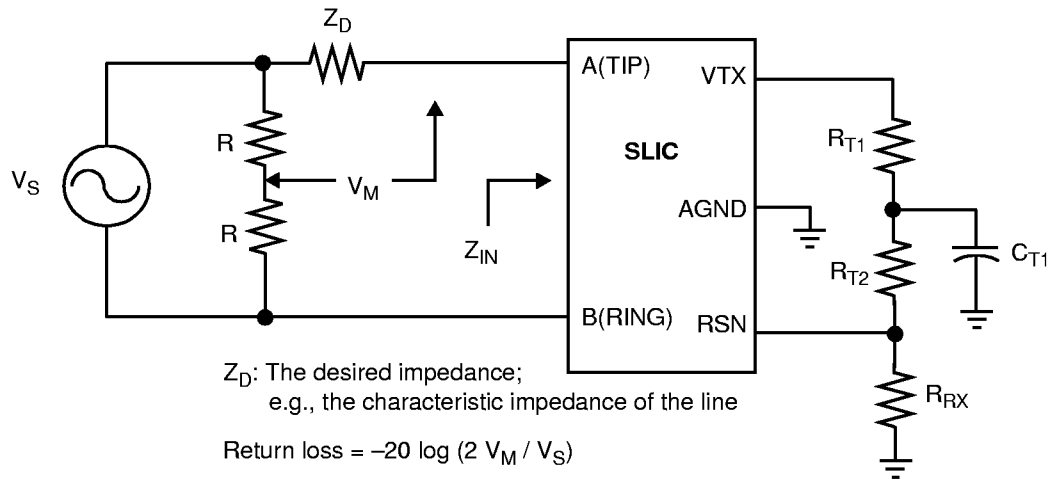 Z_D
A(TIP)
VTX
R
SLIC
R_T1
V_S
V_M
AGND
R
Z_IN
R_T2
C_T1
B(RING)
RSN
Z_D: The desired impedance;
e.g., the characteristic impedance of the line
R_RX
Return loss = –20 log (2 V_M / V_S)